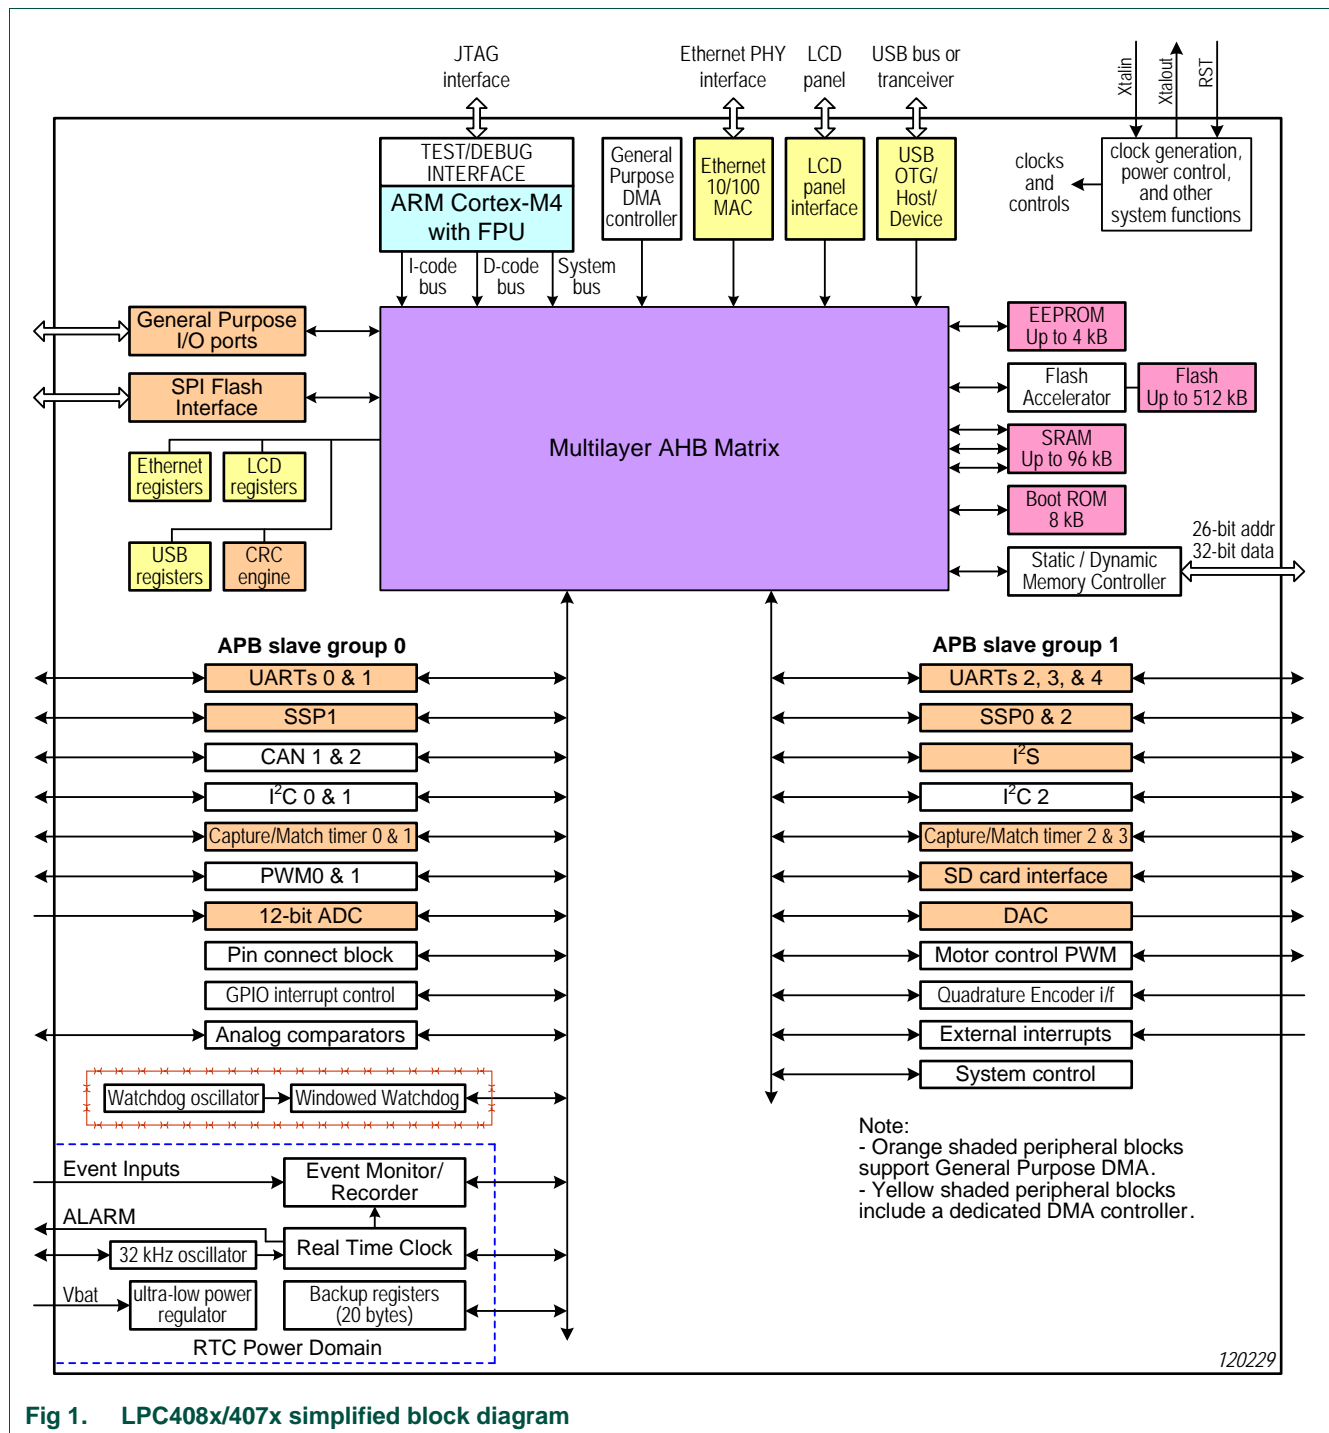 JTAG
interface
Ethernet PHY
interface
LCD
panel
USB bus or
tranceiver
Xtalin
Xtalout
RST
TEST/DEBUG
INTERFACE
ARM Cortex-M4
with FPU
General
Purpose
DMA
controller
Ethernet
10/100
MAC
LCD
panel
interface
USB
OTG/
Host/
Device
clocks
and
controls
clock generation,
power control,
and other
system functions
I-code
bus
D-code
bus
System
bus
General Purpose
I/O ports
SPI Flash
Interface
Ethernet
registers
LCD
registers
USB
registers
CRC
engine
Multilayer AHB Matrix
EEPROM
Up to 4 kB
Flash
Accelerator
Flash
Up to 512 kB
SRAM
Up to 96 kB
Boot ROM
8 kB
26-bit addr
32-bit data
Static / Dynamic
Memory Controller
APB slave group 0
UARTs 0 & 1
SSP1
CAN 1 & 2
I2C 0 & 1
Capture/Match timer 0 & 1
PWM0 & 1
12-bit ADC
Pin connect block
GPIO interrupt control
Analog comparators
Watchdog oscillator
Windowed Watchdog
APB slave group 1
UARTs 2, 3, & 4
SSP0 & 2
I2S
I2C 2
Capture/Match timer 2 & 3
SD card interface
DAC
Motor control PWM
Quadrature Encoder i/f
External interrupts
System control
Event Inputs
Event Monitor/
Recorder
ALARM
32 kHz oscillator
Real Time Clock
Vbat
ultra-low power
regulator
Backup registers
(20 bytes)
RTC Power Domain
Note:
- Orange shaded peripheral blocks
support General Purpose DMA.
- Yellow shaded peripheral blocks
include a dedicated DMA controller.
120229
Fig 1. LPC408x/407x simplified block diagram